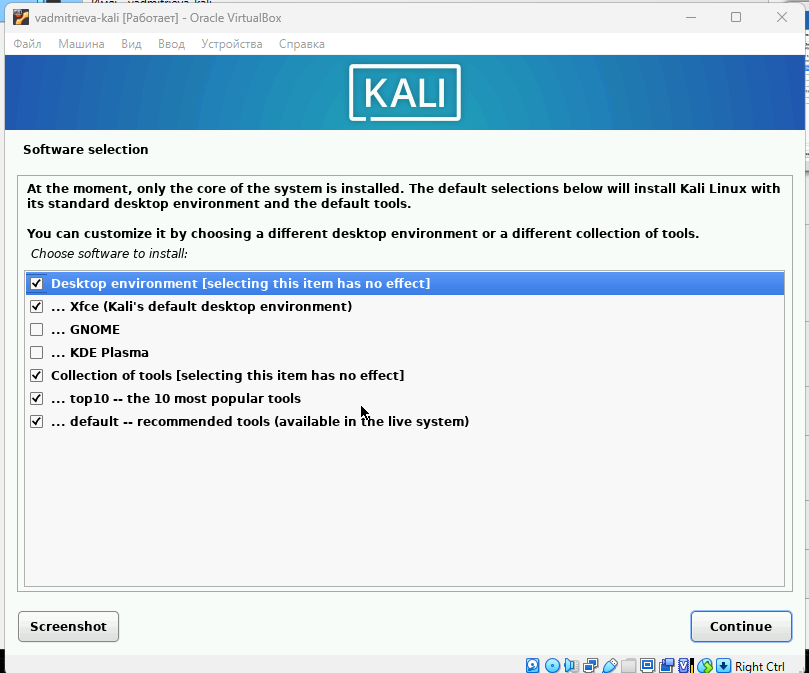 vadmitrieva-kali [Работает] - Oracle VirtualBox
Файл Машина Вид Ввод Устройства Справка
KALI
Software selection
At the moment, only the core of the system is installed. The default selections below will install Kali Linux with
its standard desktop environment and the default tools.
You can customize it by choosing a different desktop environment or a different collection of tools.
Choose software to install:
Desktop environment [selecting this item has no effect]
... Xfce (Kali's default desktop environment)
... GNOME
... KDE Plasma
Collection of tools [selecting this item has no effect]
... top10 -- the 10 most popular tools
... default -- recommended tools (available in the live system)
Screenshot
Continue
Right Ctrl